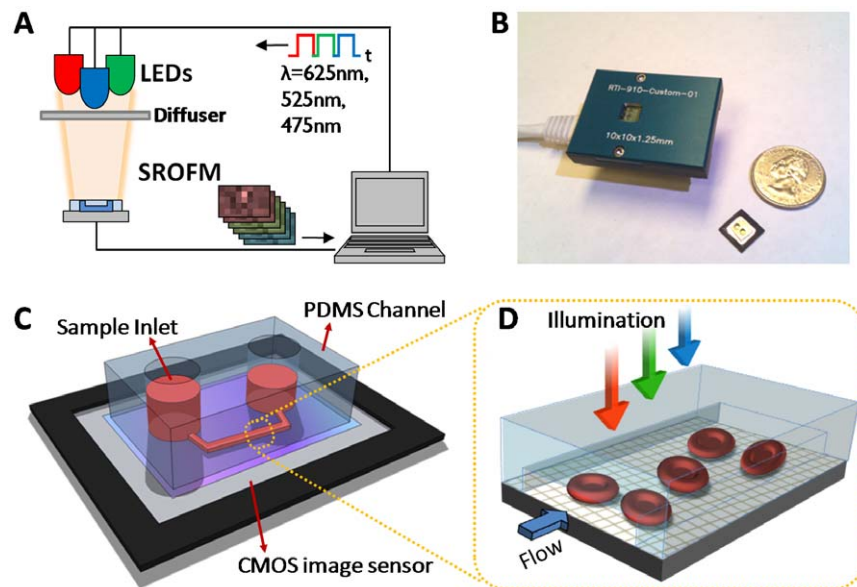 A
LEDs
Diffuser
SROFM
t
λ=625nm,
525nm,
475nm
B
RTI-910-Custom-01
10x10x1.25mm
C
Sample Inlet
PDMS Channel
CMOS image sensor
D
Illumination
Flow